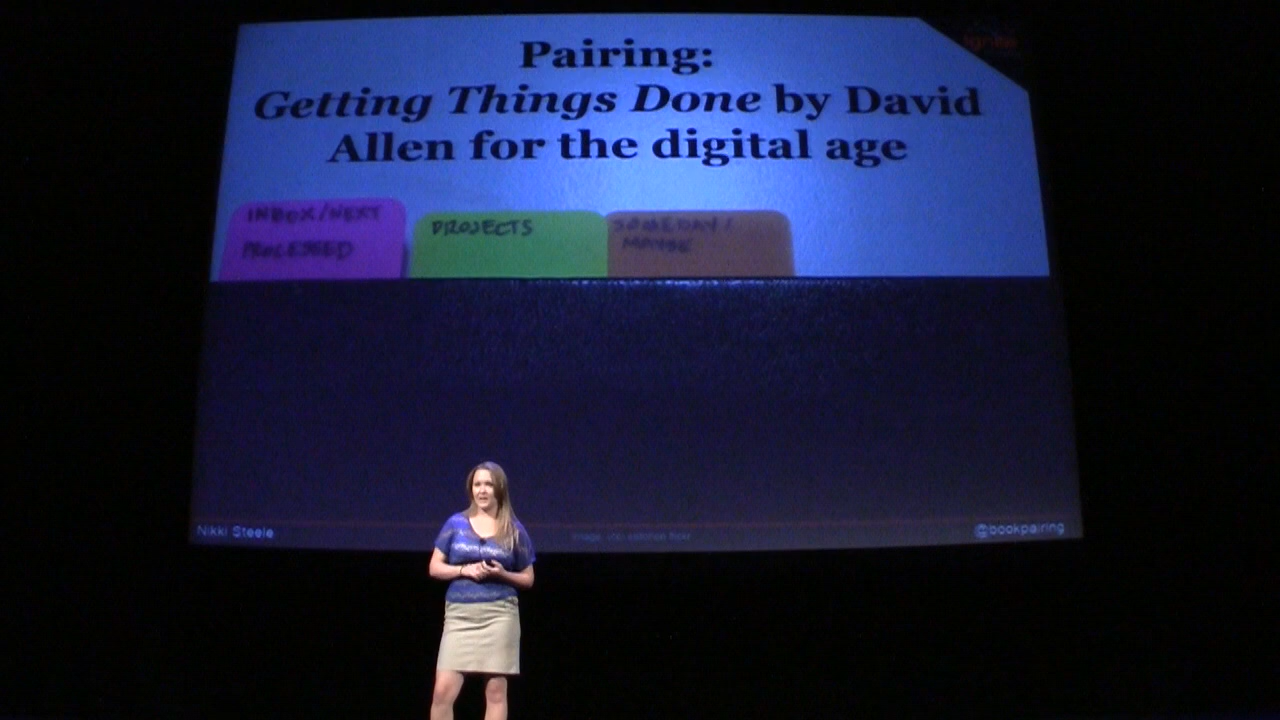 Ignite
Pairing:
Getting Things Done by David
Allen for the digital age
INBOX/NEXT
PROCESSED
PROJECTS
SOMEDAY/
MAYBE
Nikki Steele
@bookpairing